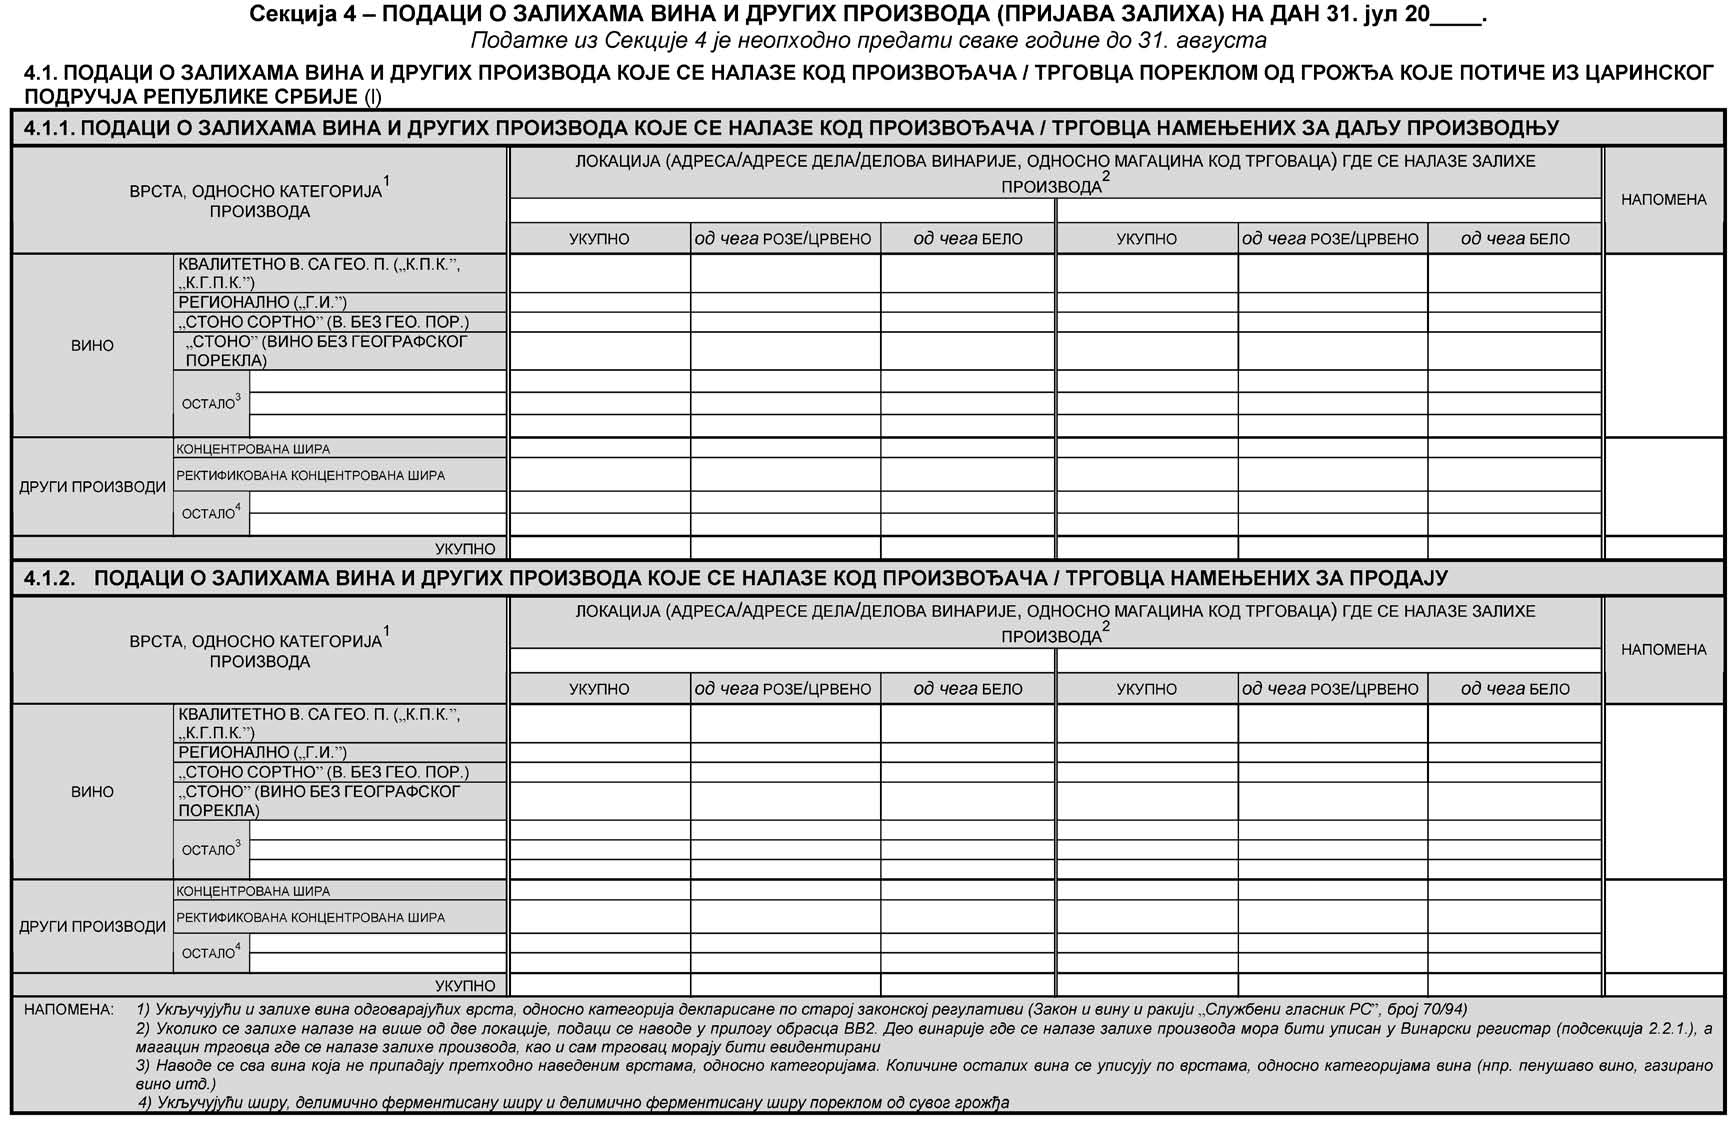 Секција 4 – ПОДАЦИ О ЗАЛИХАМА ВИНА И ДРУГИХ ПРОИЗВОДА (ПРИЈАВА ЗАЛИХА) НА ДАН 31. јул 20____.
Податке из Секције 4 је неопходно предати сваке године до 31. августа
4.1. ПОДАЦИ О ЗАЛИХАМА ВИНА И ДРУГИХ ПРОИЗВОДА КОЈЕ СЕ НАЛАЗЕ КОД ПРОИЗВОЂАЧА / ТРГОВЦА ПОРЕКЛОМ ОД ГРОЖЂА КОЈЕ ПОТИЧЕ ИЗ ЦАРИНСКОГ
ПОДРУЧЈА РЕПУБЛИКЕ СРБИЈЕ (l)
4.1.1. ПОДАЦИ О ЗАЛИХАМА ВИНА И ДРУГИХ ПРОИЗВОДА КОЈЕ СЕ НАЛАЗЕ КОД ПРОИЗВОЂАЧА / ТРГОВЦА НАМЕЊЕНИХ ЗА ДАЉУ ПРОИЗВОДЊУ
ВРСТА, ОДНОСНО КАТЕГОРИЈА1
ПРОИЗВОДА
ЛОКАЦИЈА (АДРЕСА/АДРЕСЕ ДЕЛА/ДЕЛОВА ВИНАРИЈЕ, ОДНОСНО МАГАЦИНА КОД ТРГОВАЦА) ГДЕ СЕ НАЛАЗЕ ЗАЛИХЕ
ПРОИЗВОДА2
НАПОМЕНА
УКУПНО од чега РОЗЕ/ЦРВЕНО од чега БЕЛО УКУПНО од чега РОЗЕ/ЦРВЕНО од чега БЕЛО
ВИНО
КВАЛИТЕТНО В. СА ГЕО. П. („К.П.К.”,
„К.Г.П.К.”)
РЕГИОНАЛНО („Г.И.”)
„СТОНО СОРТНО” (В. БЕЗ ГЕО. ПОР.)
„СТОНО” (ВИНО БЕЗ ГЕОГРАФСКОГ
ПОРЕКЛА)
ОСТАЛО3
ДРУГИ ПРОИЗВОДИ
КОНЦЕНТРОВАНА ШИРА
РЕКТИФИКОВАНА КОНЦЕНТРОВАНА ШИРА
ОСТАЛО4
УКУПНО
4.1.2. ПОДАЦИ О ЗАЛИХАМА ВИНА И ДРУГИХ ПРОИЗВОДА КОЈЕ СЕ НАЛАЗЕ КОД ПРОИЗВОЂАЧА / ТРГОВЦА НАМЕЊЕНИХ ЗА ПРОДАЈУ
ВРСТА, ОДНОСНО КАТЕГОРИЈА1
ПРОИЗВОДА
ЛОКАЦИЈА (АДРЕСА/АДРЕСЕ ДЕЛА/ДЕЛОВА ВИНАРИЈЕ, ОДНОСНО МАГАЦИНА КОД ТРГОВАЦА) ГДЕ СЕ НАЛАЗЕ ЗАЛИХЕ
ПРОИЗВОДА2
НАПОМЕНА
УКУПНО од чега РОЗЕ/ЦРВЕНО од чега БЕЛО УКУПНО од чега РОЗЕ/ЦРВЕНО од чега БЕЛО
ВИНО
КВАЛИТЕТНО В. СА ГЕО. П. („К.П.К.”,
„К.Г.П.К.”)
РЕГИОНАЛНО („Г.И.”)
„СТОНО СОРТНО” (В. БЕЗ ГЕО. ПОР.)
„СТОНО” (ВИНО БЕЗ ГЕОГРАФСКОГ
ПОРЕКЛА)
ОСТАЛО3
ДРУГИ ПРОИЗВОДИ
КОНЦЕНТРОВАНА ШИРА
РЕКТИФИКОВАНА КОНЦЕНТРОВАНА ШИРА
ОСТАЛО4
УКУПНО
НАПОМЕНА: 1) Укључујући и залихе вина одговарајућих врста, односно категорија декларисане по старој законској регулативи (Закон и вину и ракији „Службени гласник РС”, број 70/94)
2) Уколико се залихе налазе на више од две локације, подаци се наводе у прилогу обрасца ВВ2. Део винарије где се налазе залихе производа мора бити уписан у Винарски регистар (подсекција 2.2.1.), а
магацин трговца где се налазе залихе производа, као и сам трговац морају бити евидентирани
3) Наводе се сва вина која не припадају претходно наведеним врстама, односно категоријама. Количине осталих вина се уписују по врстама, односно категоријама вина (нпр. пенушаво вино, газирано
вино итд.)
4) Укључујући ширу, делимично ферментисану ширу и делимично ферментисану ширу пореклом од сувог грожђа